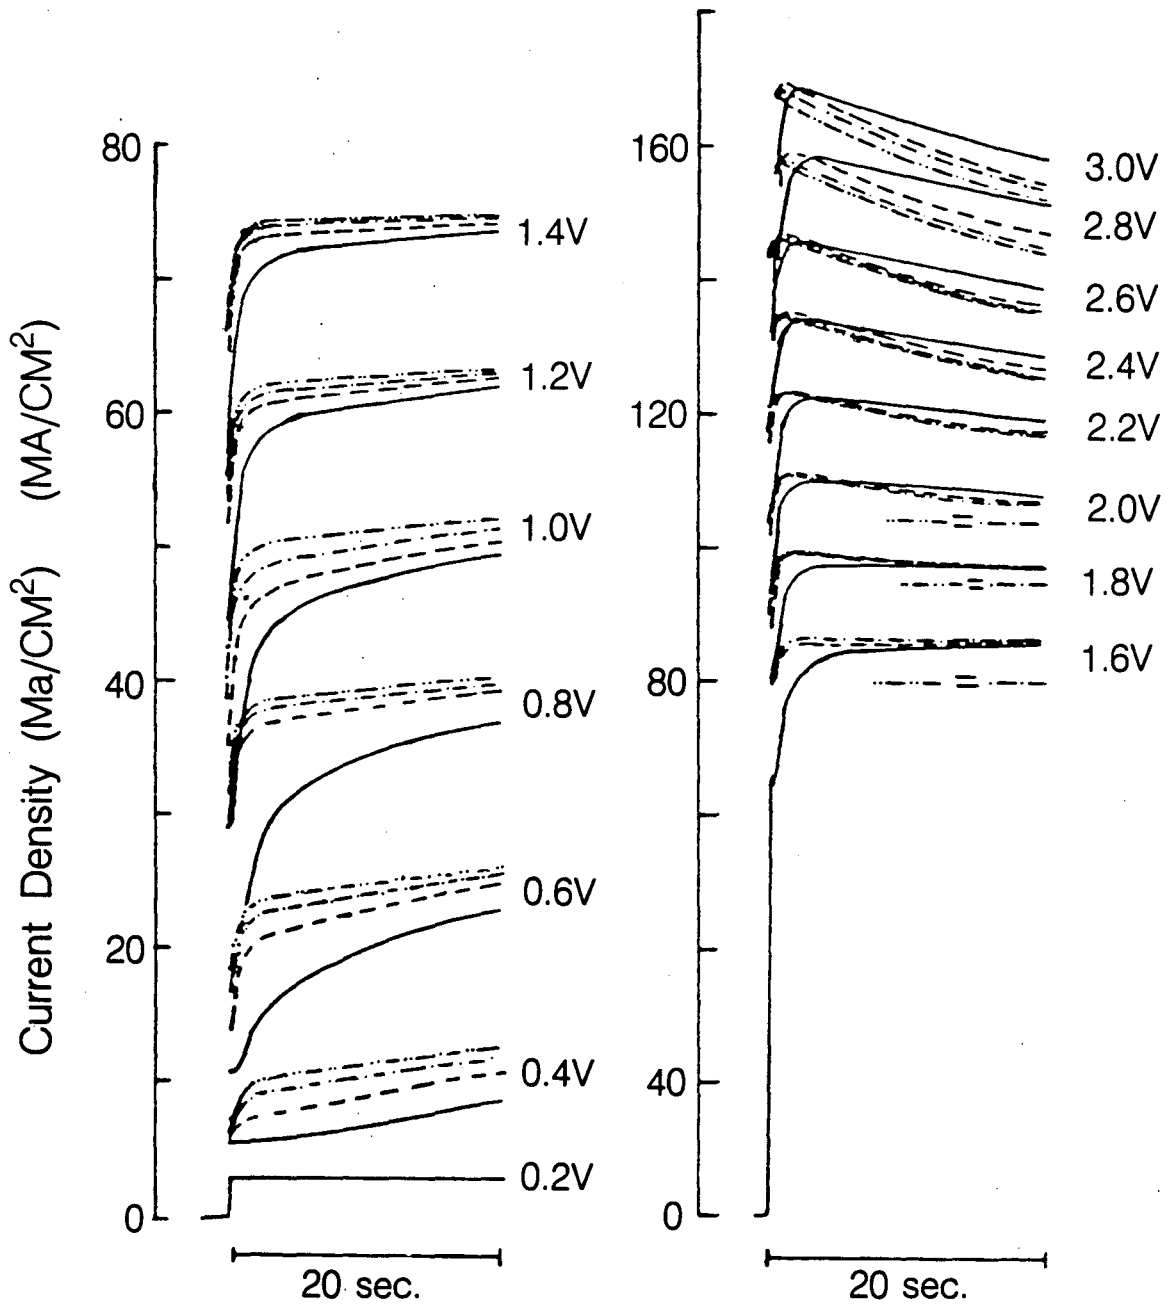 Current Density (Ma/CM²) (MA/CM²)
80
60
40
20
0
1.4V
1.2V
1.0V
0.8V
0.6V
0.4V
0.2V
20 sec.
160
120
80
40
0
3.0V
2.8V
2.6V
2.4V
2.2V
2.0V
1.8V
1.6V
20 sec.